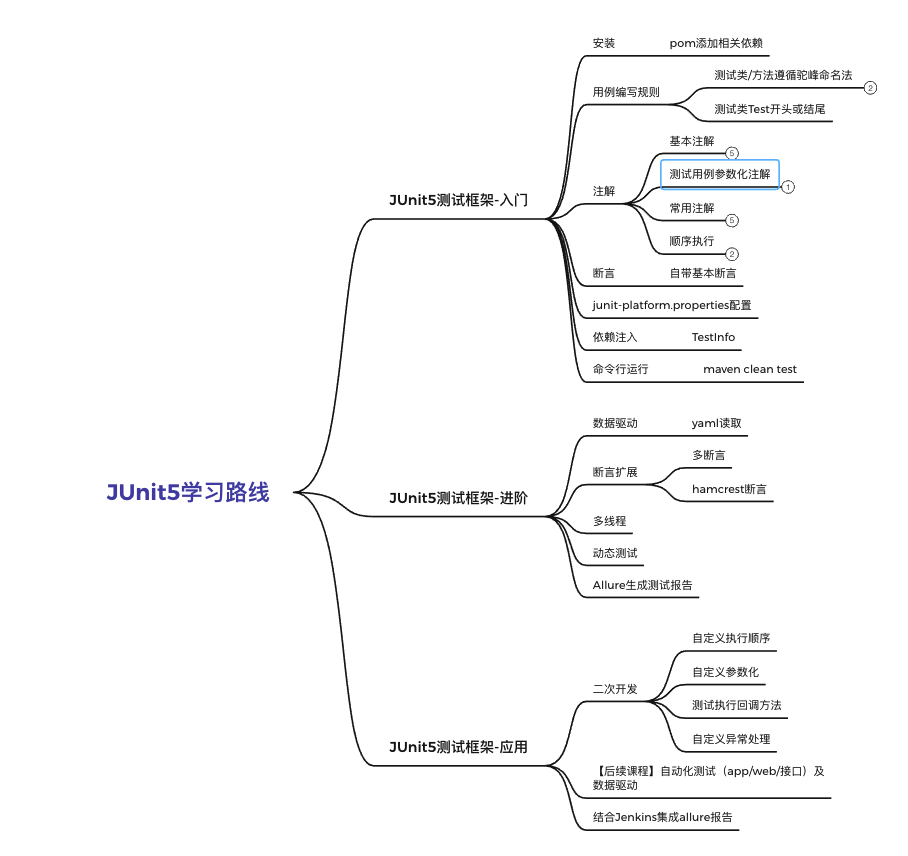 JUnit5学习路线
JUnit5测试框架-入门
安装
pom添加相关依赖
用例编写规则
测试类/方法遵循驼峰命名法
2
测试类Test开头或结尾
注解
基本注解
5
测试用例参数化注解
1
常用注解
5
顺序执行
2
断言
自带基本断言
junit-platform.properties配置
依赖注入
TestInfo
命令行运行
maven clean test
JUnit5测试框架-进阶
数据驱动
yaml读取
断言扩展
多断言
hamcrest断言
多线程
动态测试
Allure生成测试报告
JUnit5测试框架-应用
二次开发
自定义执行顺序
自定义参数化
测试执行回调方法
自定义异常处理
【后续课程】自动化测试（app/web/接口）及
数据驱动
结合Jenkins集成allure报告